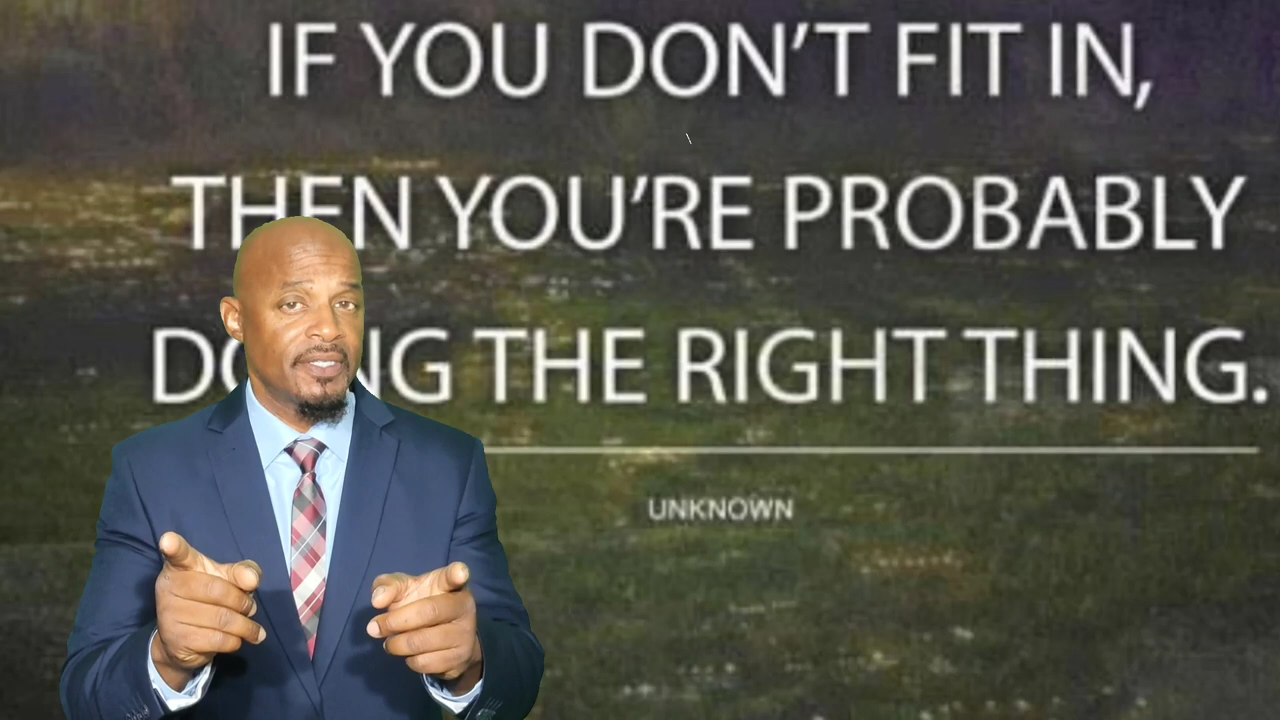 IF YOU DON'T FIT IN,
THEN YOU'RE PROBABLY
DOING THE RIGHT THING.
UNKNOWN